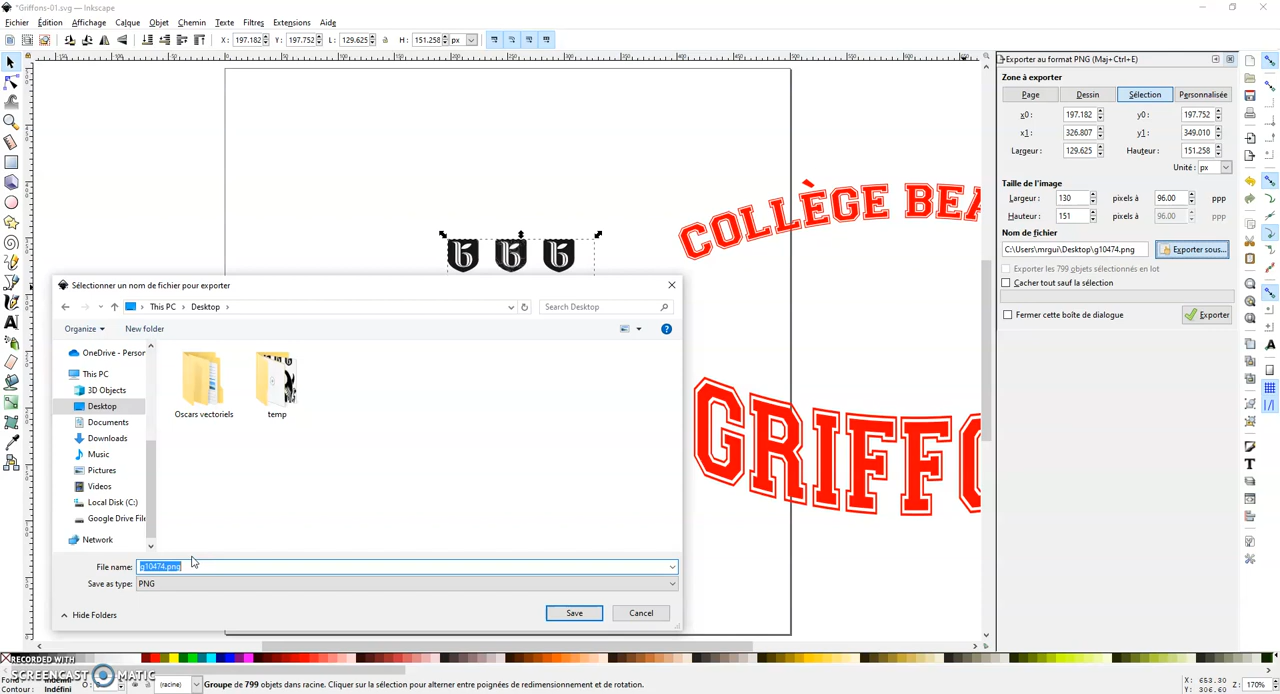 *Griffons-01.svg — Inkscape
Fichier Édition Affichage Calque Objet Chemin Texte Filtres Extensions Aide
X: 197.182 Y: 197.752 L: 129.625 H: 151.258 px
Exporter au format PNG (Maj+Ctrl+E)
Zone à exporter
Page Dessin Sélection Personnalisée
x0: 197.182 y0: 197.752
x1: 326.807 y1: 349.010
Largeur: 129.625 Hauteur: 151.258
Unité: px
Taille de l'image
Largeur: 130 pixels à 96.00 ppp
Hauteur: 151 pixels à 96.00 ppp
Nom de fichier
C:\Users\mrgui\Desktop\g10474.png Exporter sous...
Exporter les 799 objets sélectionnés en lot
Cacher tout sauf la sélection
Fermer cette boîte de dialogue Exporter
COLLÈGE BEA
GRIFFO
Sélectionner un nom de fichier pour exporter
This PC › Desktop ›
Search Desktop
Organize New folder
OneDrive - Person
This PC
3D Objects
Desktop
Documents
Downloads
Music
Pictures
Videos
Local Disk (C:)
Google Drive File
Network
Oscars vectoriels temp
File name: g10474.png
Save as type: PNG
Hide Folders Save Cancel
RECORDED WITH
SCREENCAST MATIC
Fond : Indéfini
Contour : Indéfini
(racine) Groupe de 799 objets dans racine. Cliquer sur la sélection pour alterner entre poignées de redimensionnement et de rotation.
X: 653.30
Y: 306.60
Z: 170%